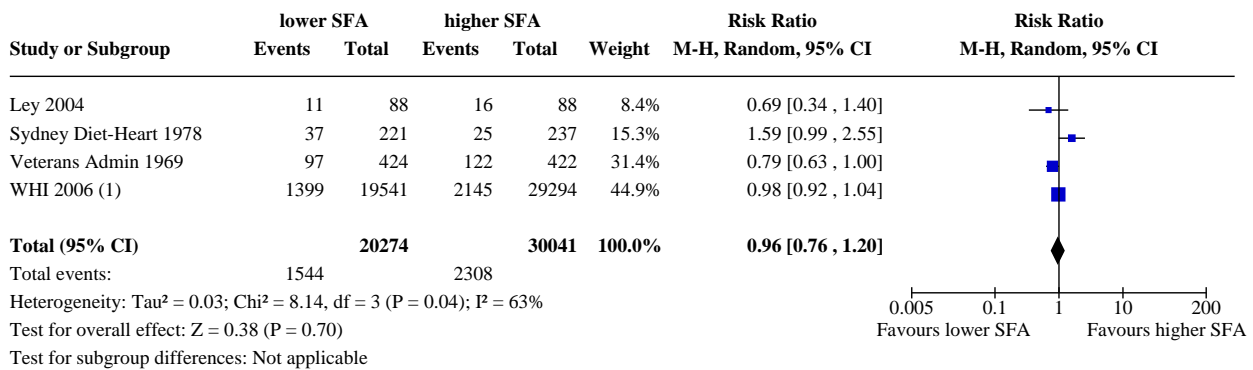 lower SFA higher SFA Risk Ratio Risk Ratio
Study or Subgroup Events Total Events Total Weight M-H, Random, 95% CI M-H, Random, 95% CI
Ley 2004 11 88 16 88 8.4% 0.69 [0.34 , 1.40]
Sydney Diet-Heart 1978 37 221 25 237 15.3% 1.59 [0.99 , 2.55]
Veterans Admin 1969 97 424 122 422 31.4% 0.79 [0.63 , 1.00]
WHI 2006 (1) 1399 19541 2145 29294 44.9% 0.98 [0.92 , 1.04]
Total (95% CI) 20274 30041 100.0% 0.96 [0.76 , 1.20]
Total events: 1544 2308
Heterogeneity: Tau² = 0.03; Chi² = 8.14, df = 3 (P = 0.04); I² = 63%
0.005 0.1 1 10 200
Test for overall effect: Z = 0.38 (P = 0.70)
Favours lower SFA Favours higher SFA
Test for subgroup differences: Not applicable